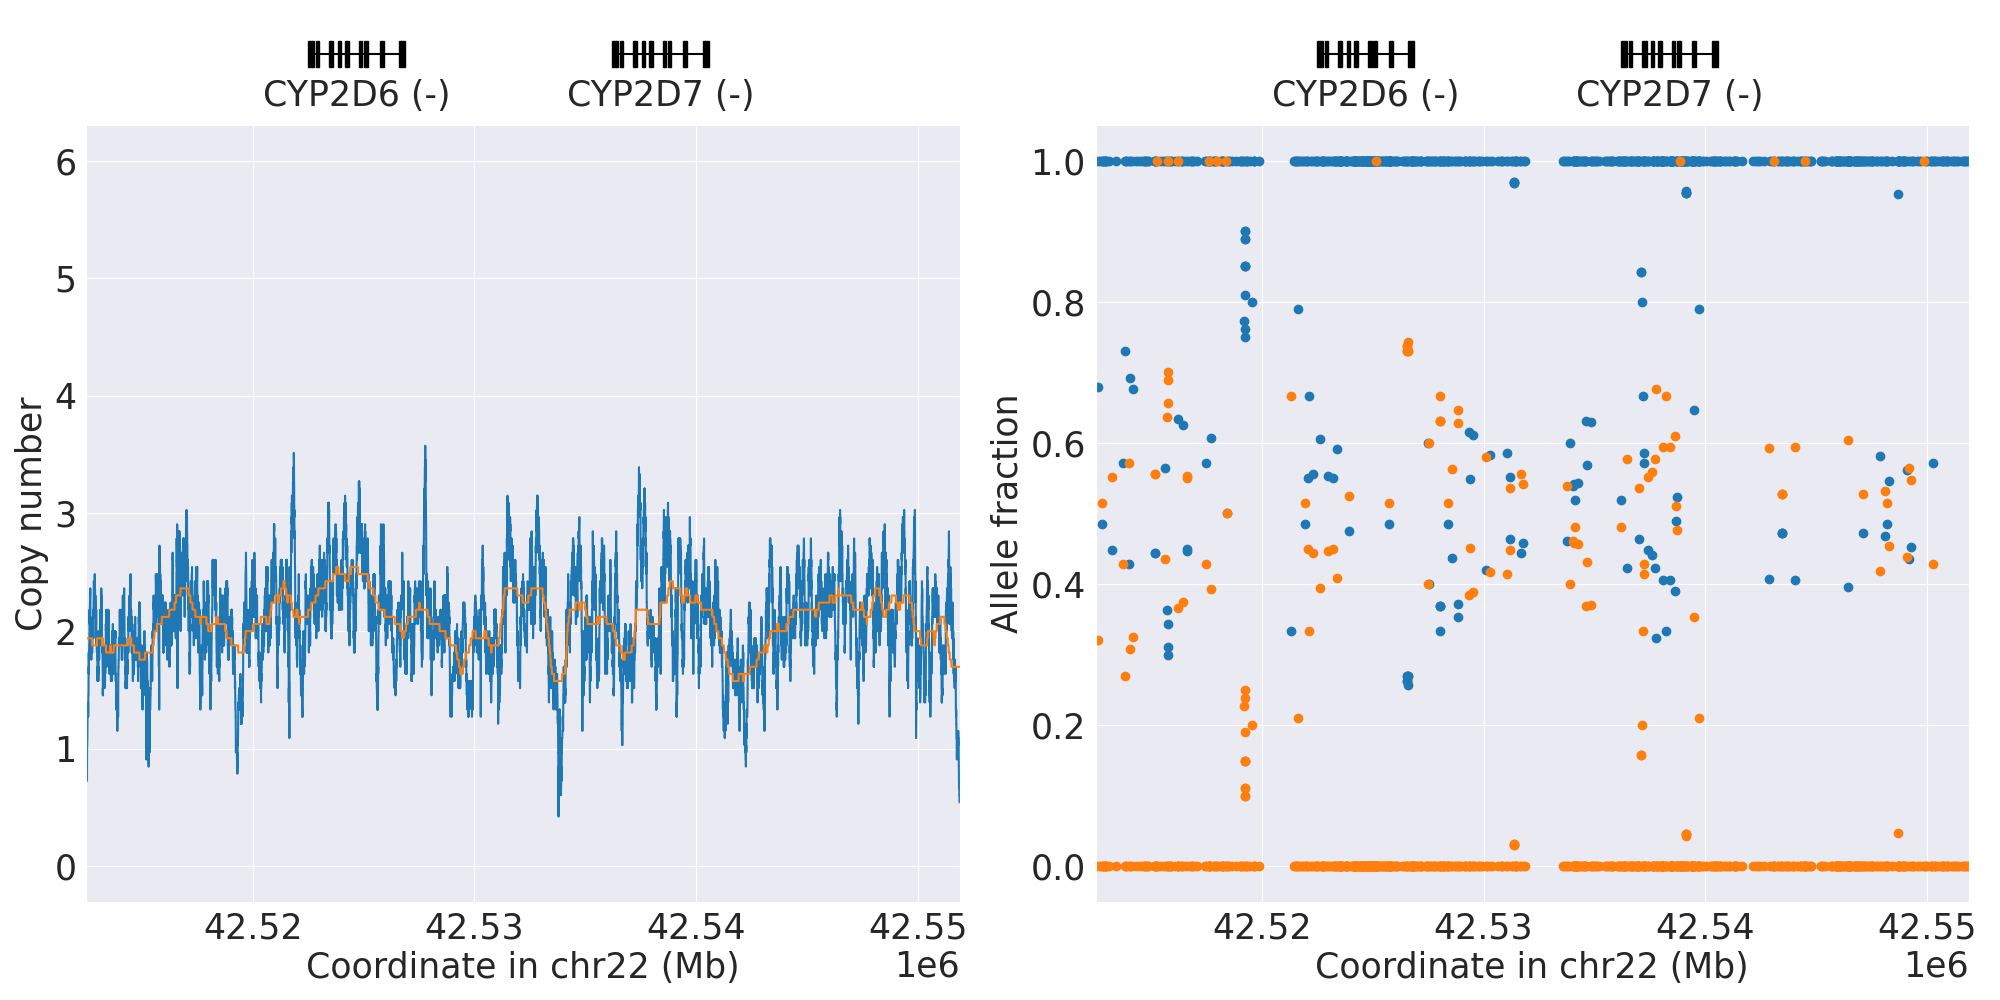 CYP2D6 (-) CYP2D7 (-)
6
5
4
3
2
1
0
Copy number
42.52 42.53 42.54 42.55
Coordinate in chr22 (Mb) 1e6
CYP2D6 (-) CYP2D7 (-)
1.0
0.8
0.6
0.4
0.2
0.0
Allele fraction
42.52 42.53 42.54 42.55
Coordinate in chr22 (Mb) 1e6